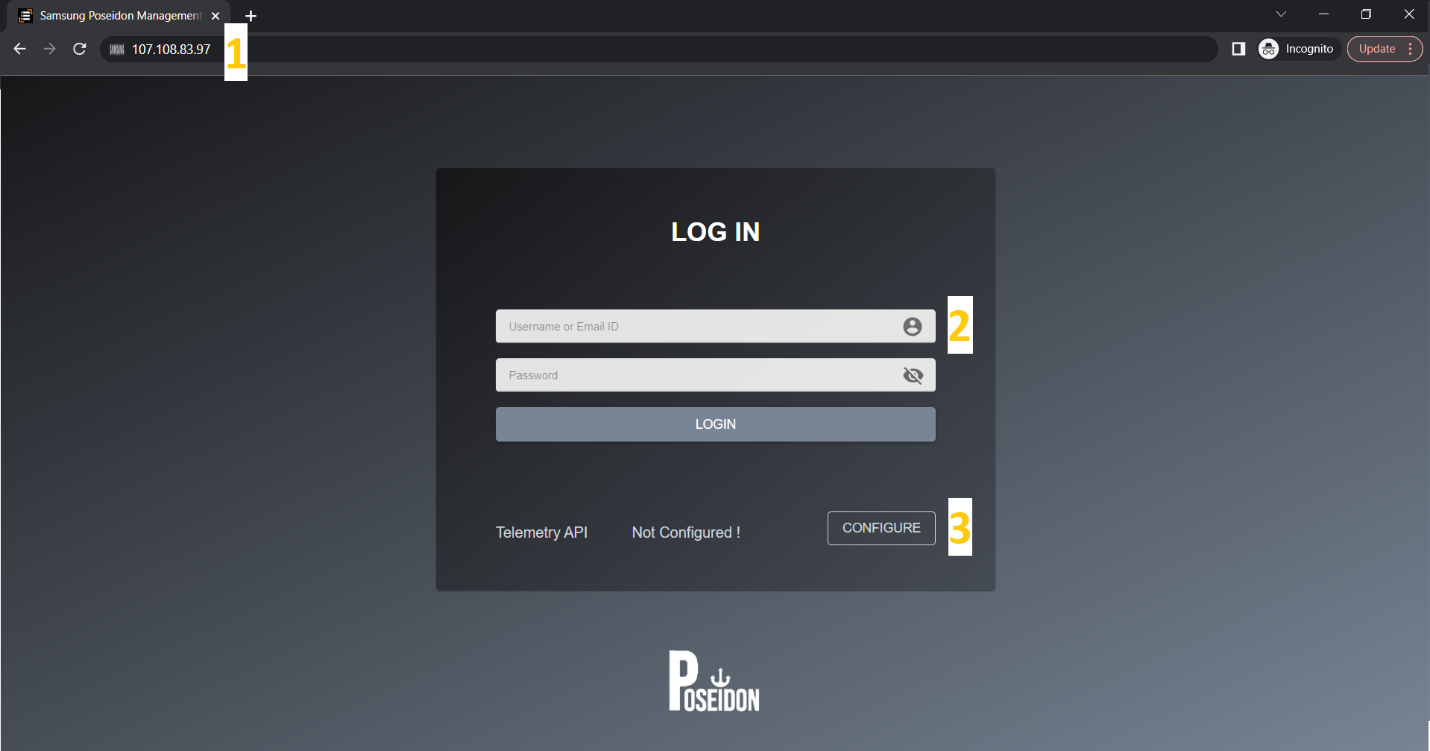 Samsung Poseidon Management
107.108.83.97
1
Incognito
Update
LOG IN
Username or Email ID
2
Password
LOGIN
Telemetry API Not Configured ! CONFIGURE
3
POSEIDON